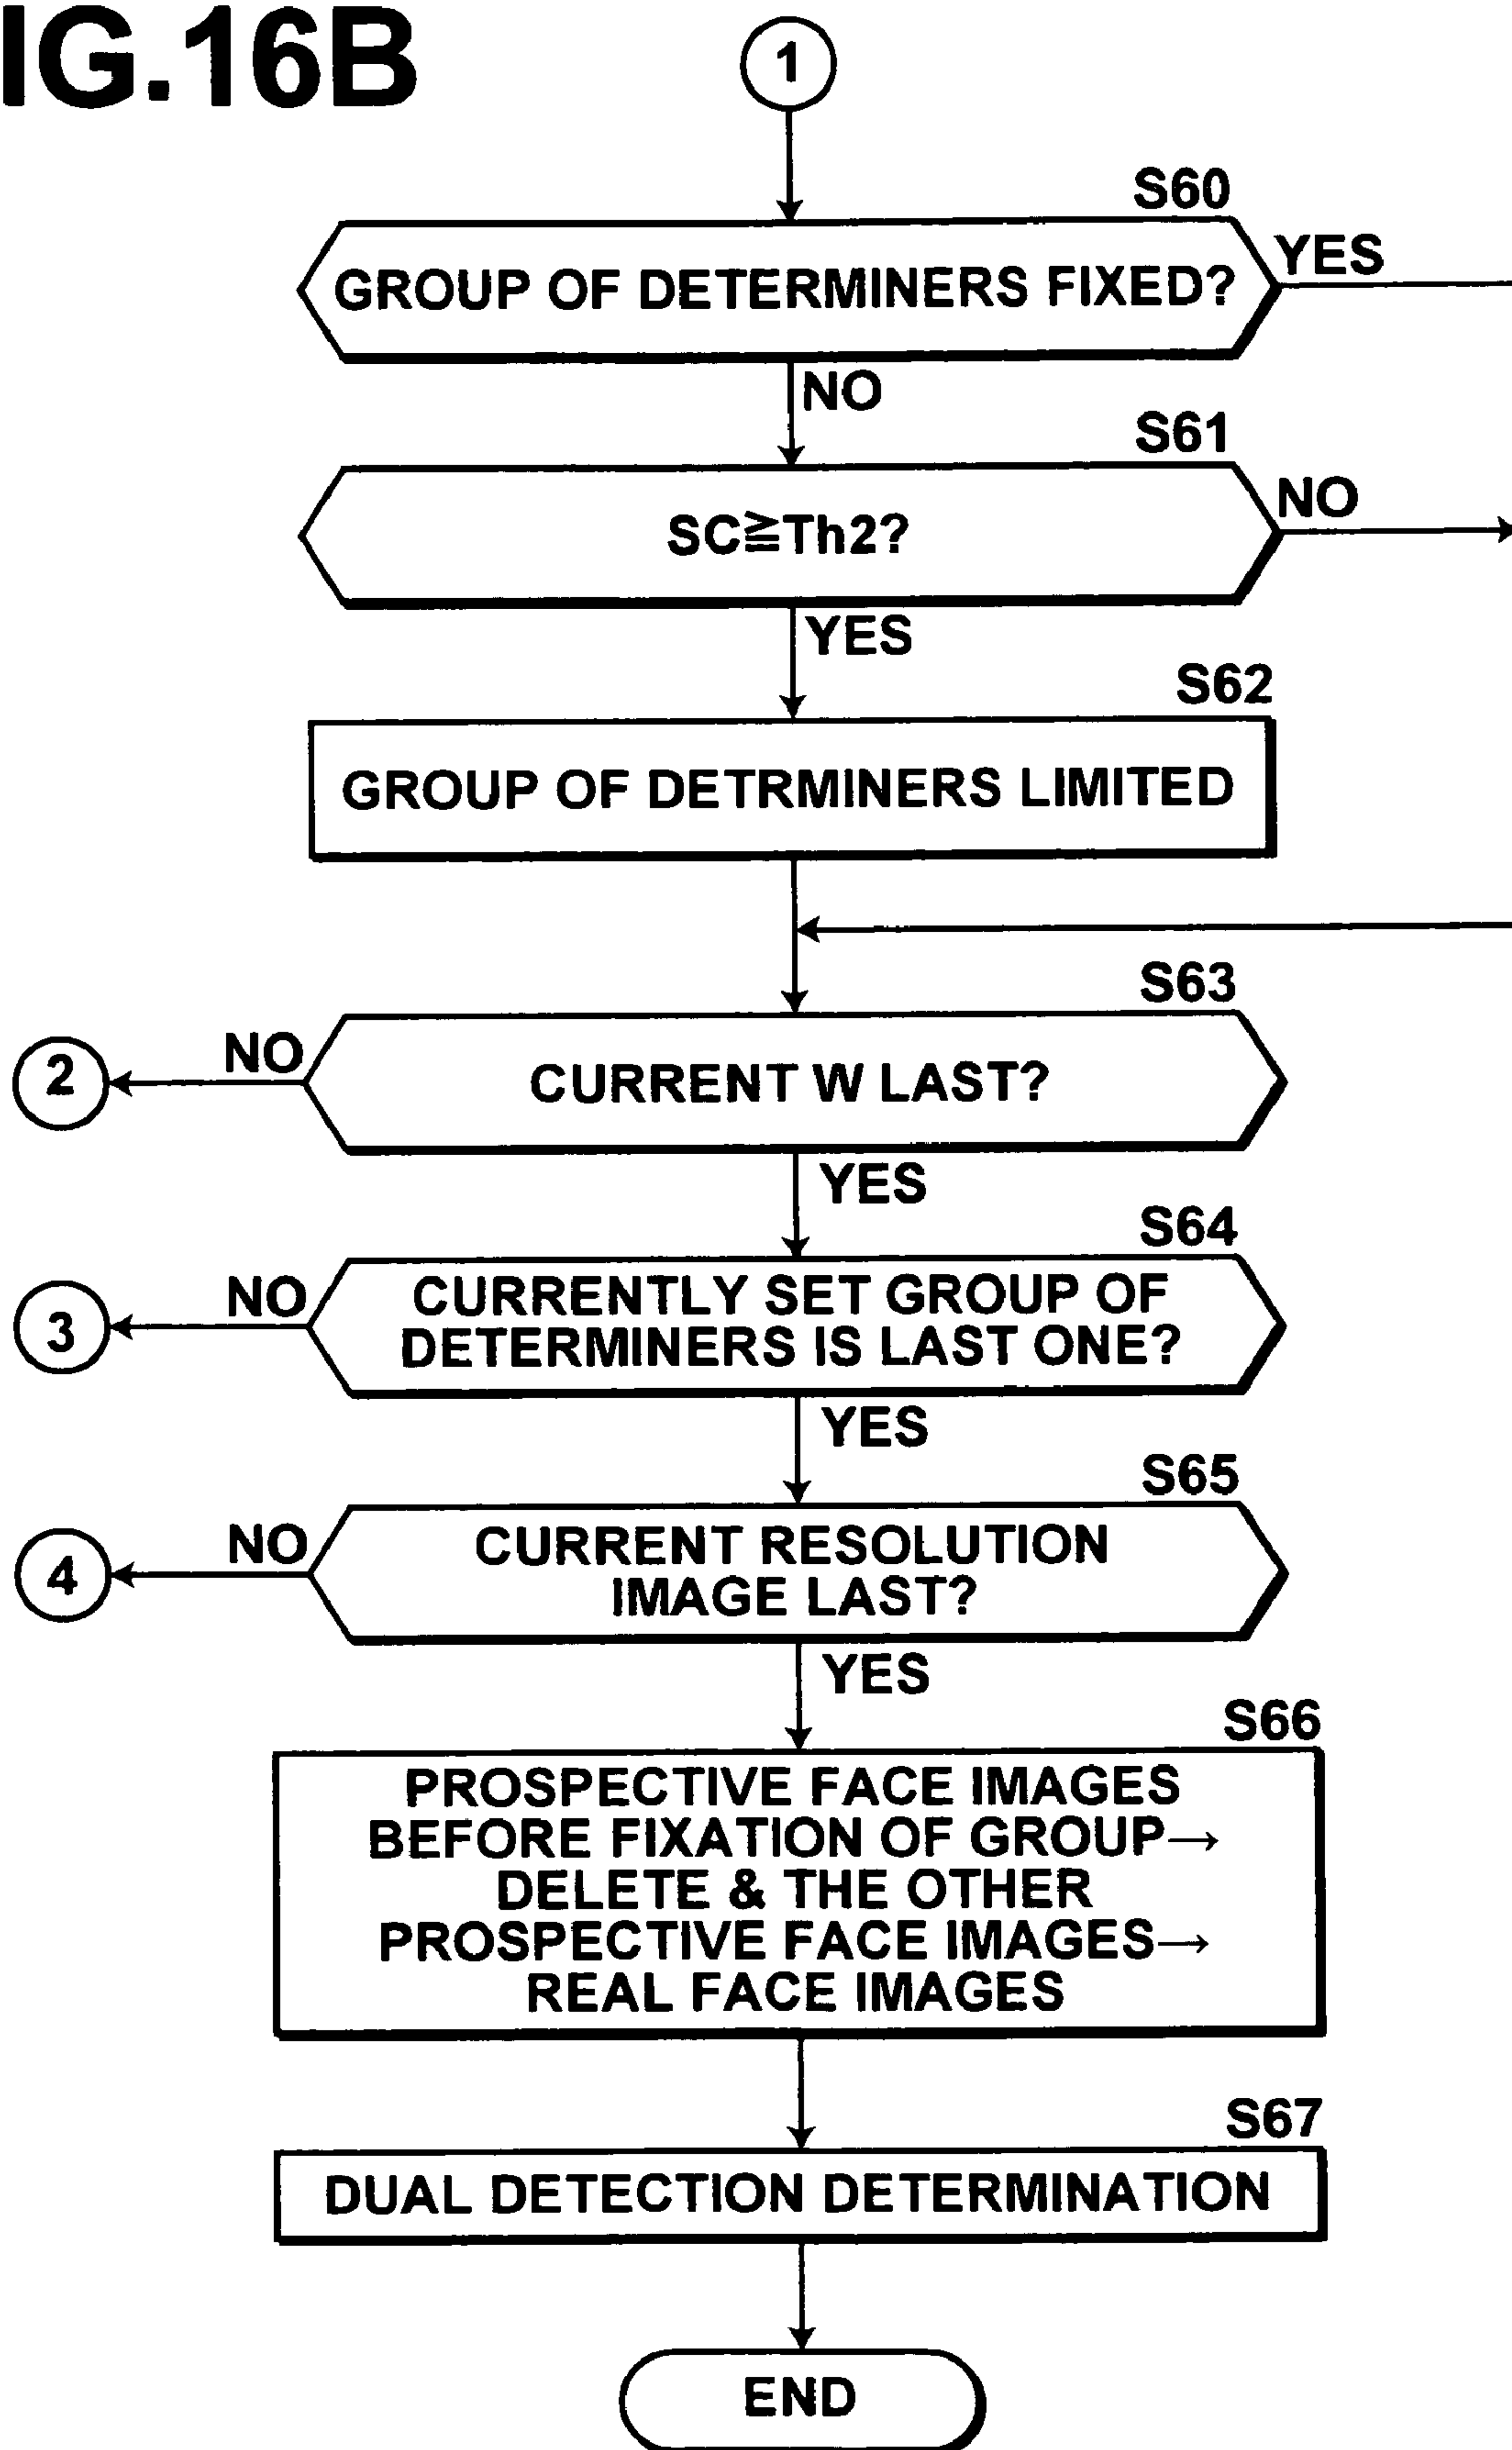 IG.16B
1
S60
GROUP OF DETERMINERS FIXED?
YES
NO
S61
SC≧Th2?
NO
YES
S62
GROUP OF DETRMINERS LIMITED
S63
2
NO
CURRENT W LAST?
YES
S64
3
NO
CURRENTLY SET GROUP OF
DETERMINERS IS LAST ONE?
YES
S65
4
NO
CURRENT RESOLUTION
IMAGE LAST?
YES
S66
PROSPECTIVE FACE IMAGES
BEFORE FIXATION OF GROUP→
DELETE & THE OTHER
PROSPECTIVE FACE IMAGES→
REAL FACE IMAGES
S67
DUAL DETECTION DETERMINATION
END